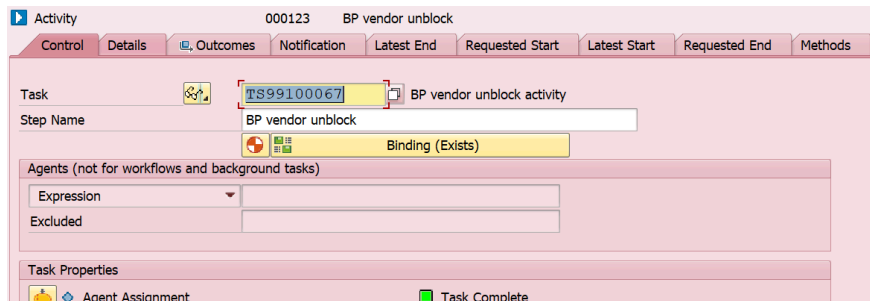 Activity 000123 BP vendor unblock
Control Details Outcomes Notification Latest End Requested Start Latest Start Requested End Methods
Task TS99100067 BP vendor unblock activity
Step Name BP vendor unblock
Binding (Exists)
Agents (not for workflows and background tasks)
Expression
Excluded
Task Properties
Agent Assignment Task Complete